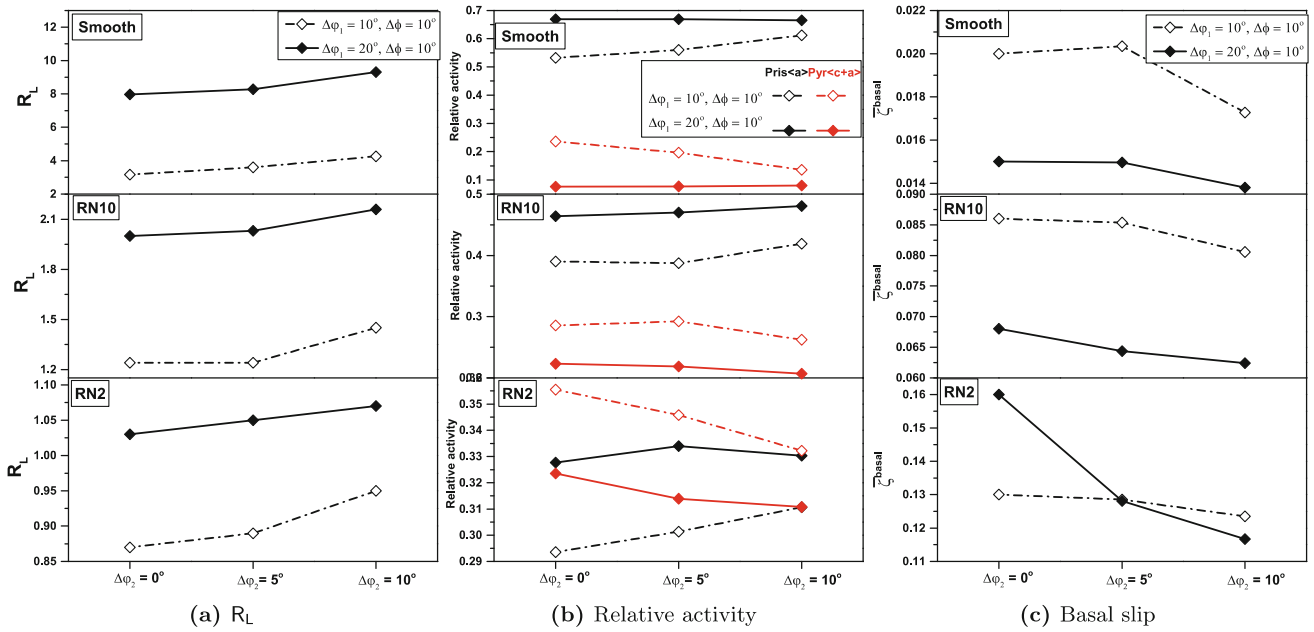 Smooth
Δφ₁ = 10°, Δϕ = 10°
Δφ₁ = 20°, Δϕ = 10°
R_L
12
10
8
6
4
2
RN10
R_L
2
2.1
1.8
1.5
1.2
RN2
R_L
1.10
1.05
1.00
0.95
0.90
0.85
Δφ₂ = 0°
Δφ₂= 5°
Δφ₂ = 10°
(a) R_L
Smooth
Pris<a> Pyr<c+a>
Δφ₁ = 10°, Δϕ = 10°
Δφ₁ = 20°, Δϕ = 10°
Relative activity
0.7
0.6
0.5
0.4
0.3
0.2
0.1
RN10
Relative activity
0.5
0.4
0.3
RN2
Relative activity
0.35
0.33
0.32
0.31
0.30
0.29
Δφ₂ = 0°
Δφ₂= 5°
Δφ₂ = 10°
(b) Relative activity
Smooth
Δφ₁ = 10°, Δϕ = 10°
Δφ₁ = 20°, Δϕ = 10°
ζ̅^basal
0.020
0.018
0.016
0.014
RN10
ζ̅^basal
0.090
0.085
0.080
0.075
0.070
0.065
0.060
RN2
ζ̅^basal
0.16
0.15
0.14
0.13
0.12
0.11
Δφ₂ = 0°
Δφ₂ = 5°
Δφ₂ = 10°
(c) Basal slip